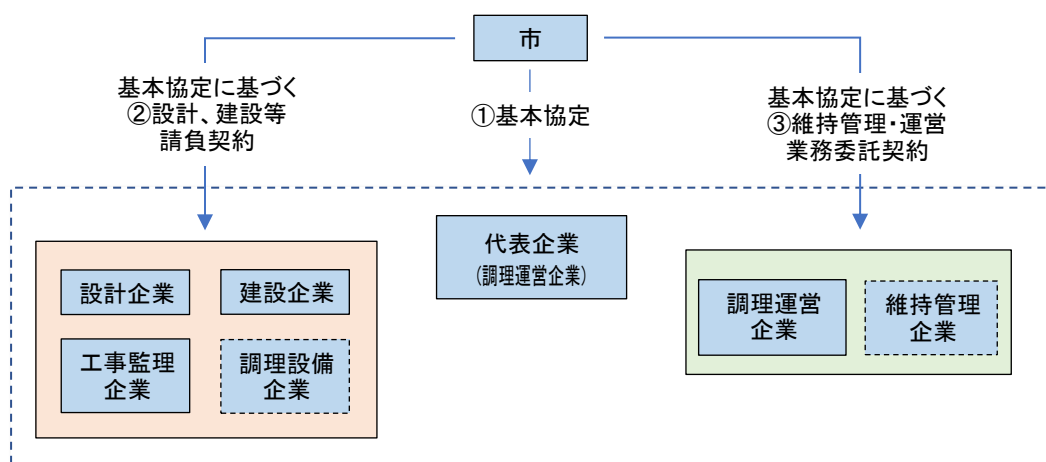 市
基本協定に基づく
②設計、建設等
請負契約
①基本協定
基本協定に基づく
③維持管理・運営
業務委託契約
代表企業
(調理運営企業)
設計企業
建設企業
工事監理
企業
調理設備
企業
調理運営
企業
維持管理
企業